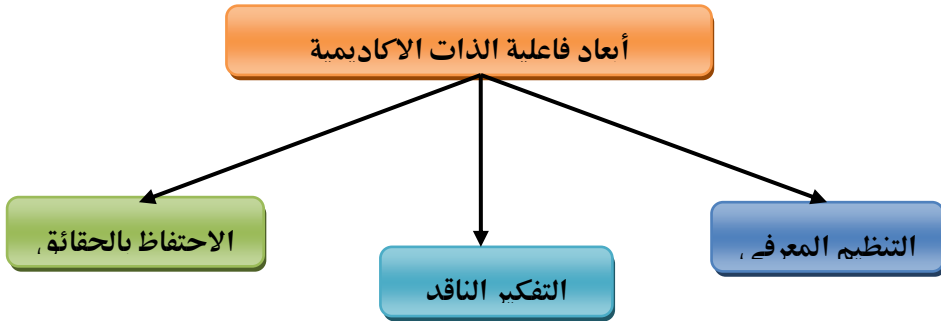 أبعاد فاعلية الذات الاكاديمية
التنظيم المعرفي
التفكير الناقد
الاحتفاظ بالحقائق